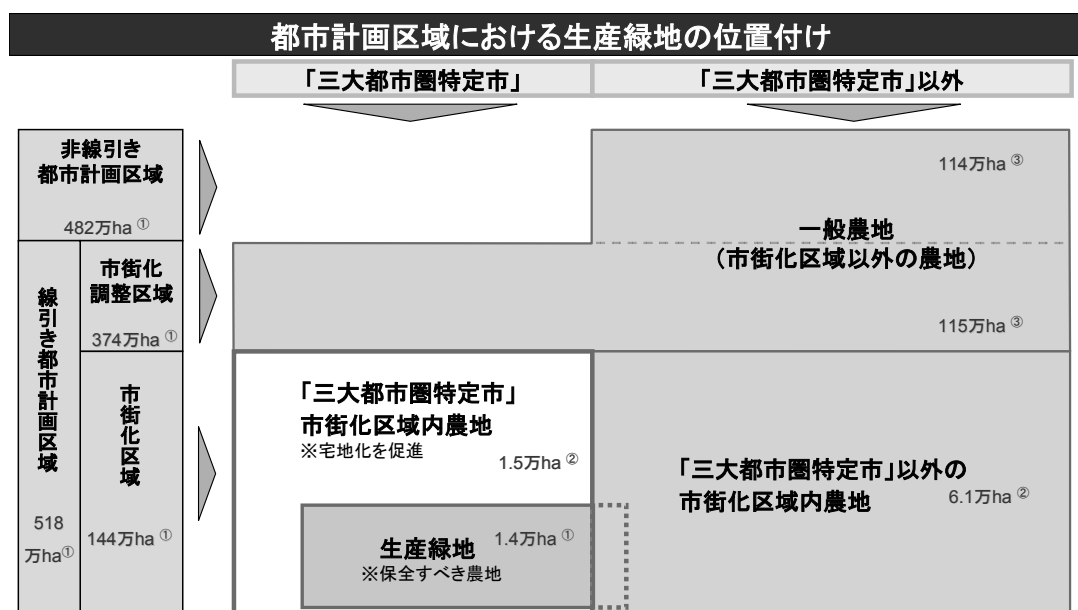 都市計画区域における生産緑地の位置付け
「三大都市圏特定市」
「三大都市圏特定市」以外
非線引き
都市計画区域
482万ha ①
114万ha ③
一般農地
（市街化区域以外の農地）
115万ha ③
市街化
調整区域
374万ha ①
線引き都市計画区域
518
万ha①
市街化区域
144万ha ①
「三大都市圏特定市」
市街化区域内農地
※宅地化を促進
1.5万ha ②
生産緑地
1.4万ha ①
※保全すべき農地
「三大都市圏特定市」以外の
市街化区域内農地
6.1万ha ②